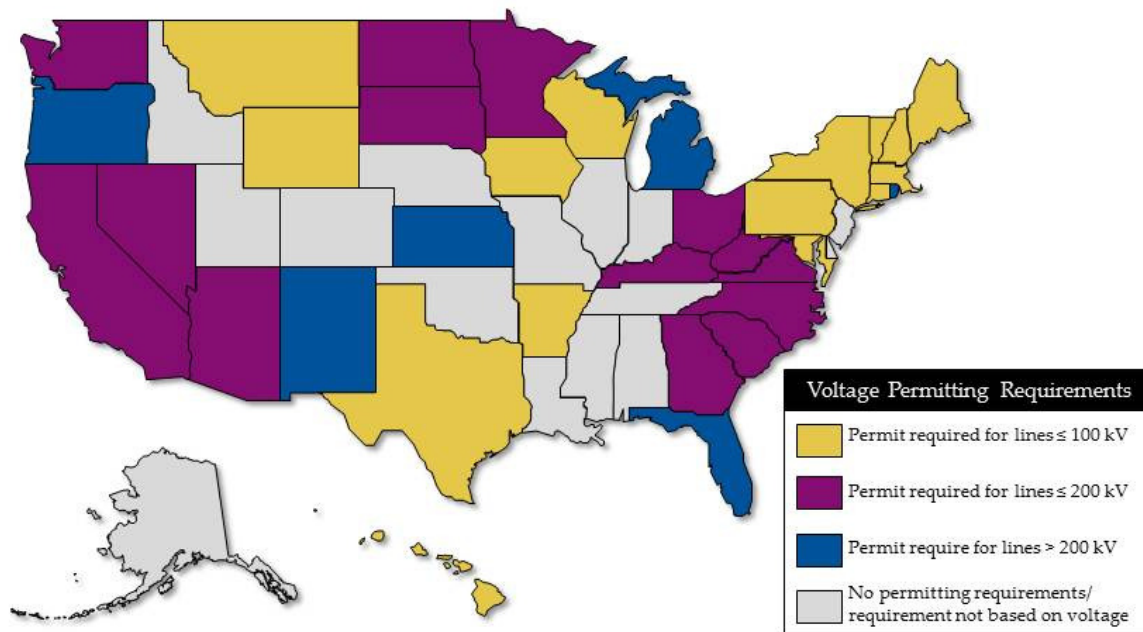 Voltage Permitting Requirements
Permit required for lines ≤ 100 kV
Permit required for lines ≤ 200 kV
Permit require for lines > 200 kV
No permitting requirements/
requirement not based on voltage